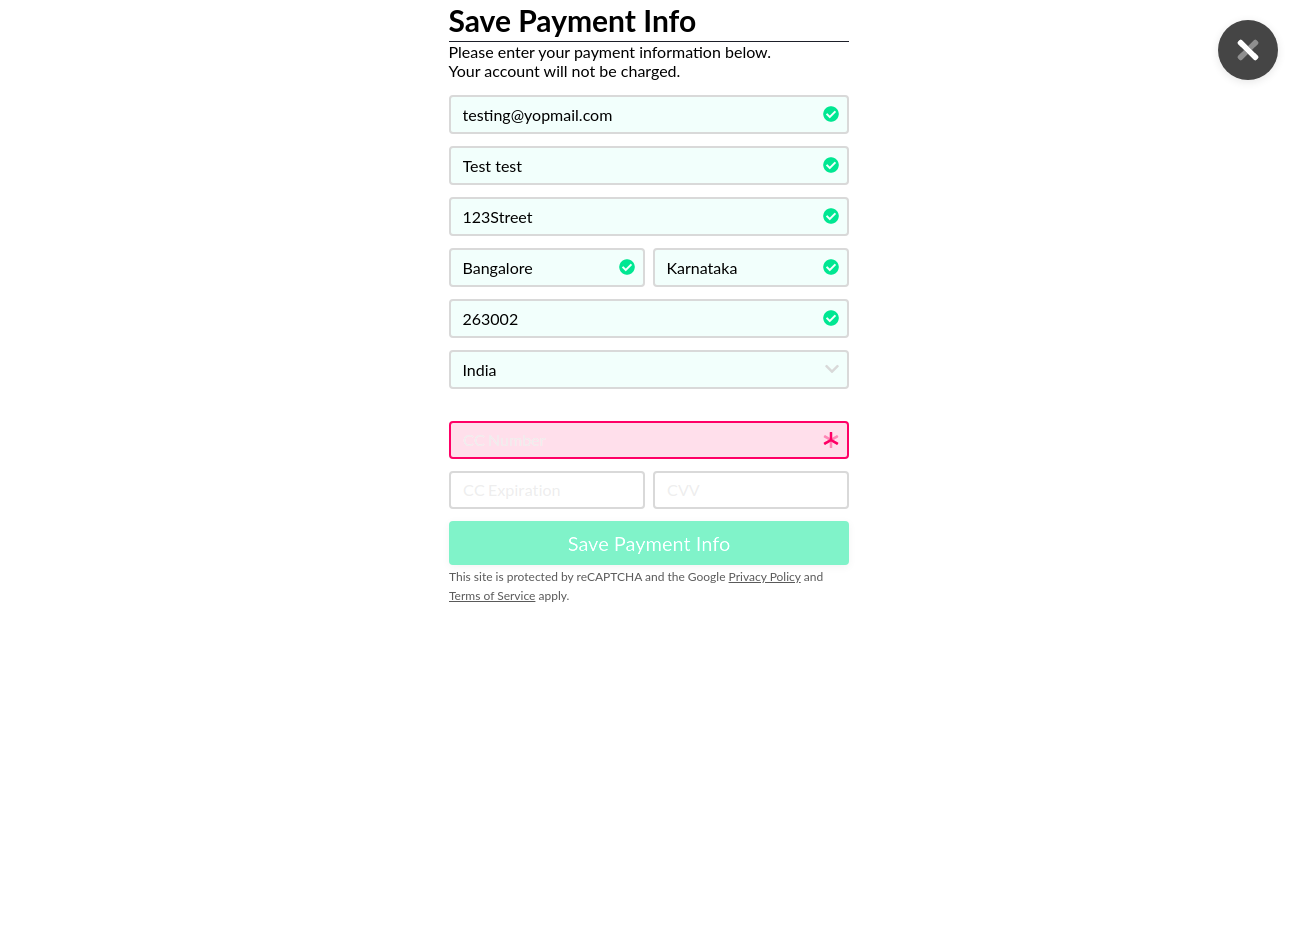 Save Payment Info
Please enter your payment information below.
Your account will not be charged.
testing@yopmail.com
Test test
123Street
Bangalore
Karnataka
263002
India
CC Number
CC Expiration
CVV
Save Payment Info
This site is protected by reCAPTCHA and the Google Privacy Policy and
Terms of Service apply.